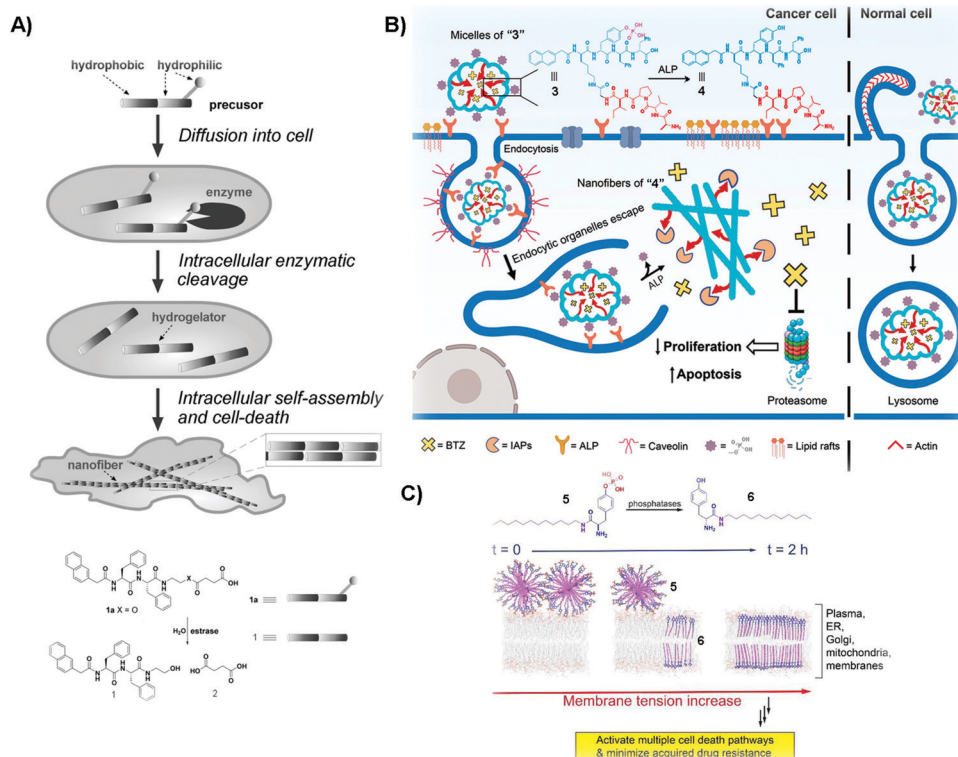 A)
hydrophobic hydrophilic
precusor
Diffusion into cell
enzyme
Intracellular enzymatic
cleavage
hydrogelator
Intracellular self-assembly
and cell-death
nanofiber
1a X = O
H₂O estrase
1a
1
1
2
B)
Cancer cell
Normal cell
Micelles of "3"
3
ALP
4
Endocytosis
Nanofibers of "4"
Endocytic organelles escape
ALP
Proliferation
Apoptosis
Proteasome
Lysosome
= BTZ
= IAPs
= ALP
= Caveolin
=
= Lipid rafts
= Actin
C)
5
phosphatases
6
t = 0
t = 2 h
5
6
Plasma,
ER,
Golgi,
mitochondria,
membranes
Membrane tension increase
Activate multiple cell death pathways
& minimize acquired drug resistance